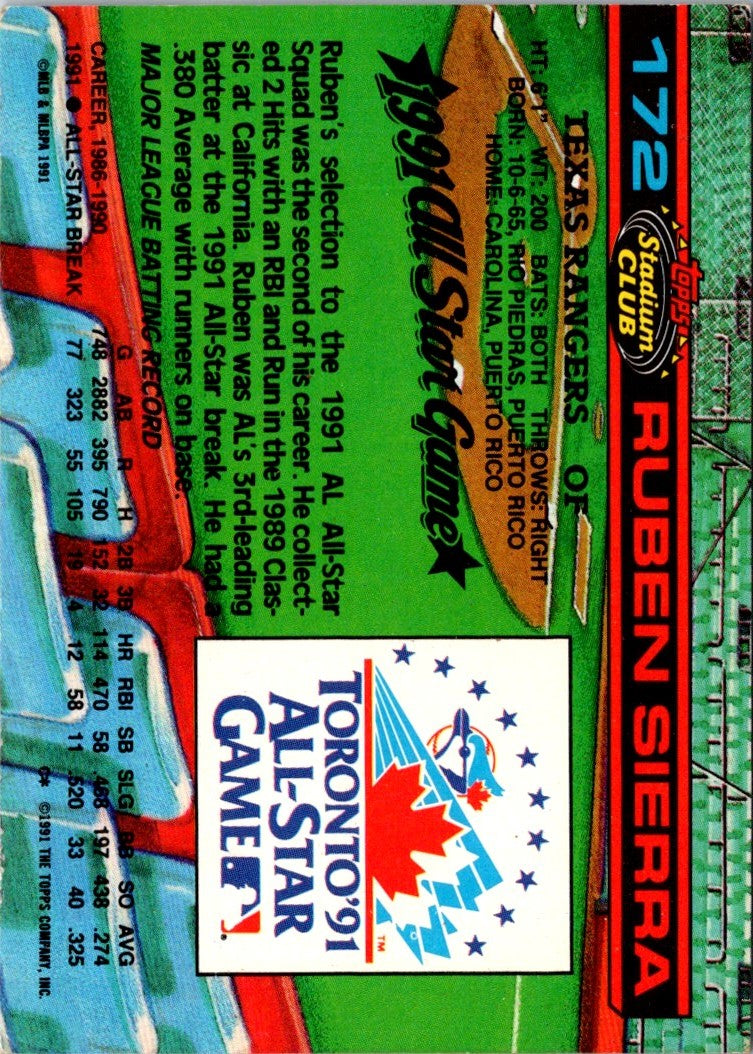 172
TOPPS
Stadium
CLUB
RUBEN SIERRA
TEXAS RANGERS OF
HT: 6'1" WT: 200 BATS: BOTH THROWS: RIGHT
BORN: 10-6-65, RIO PIEDRAS, PUERTO RICO
HOME: CAROLINA, PUERTO RICO
1991 All Star Game
Ruben's selection to the 1991 AL All-Star
Squad was the second of his career. He collect-
ed 2 Hits with an RBI and Run in the 1989 Clas-
sic at California. Ruben was AL's 3rd-leading
batter at the 1991 All-Star break. He had a
.380 Average with runners on base.
TORONTO '91
ALL-STAR
GAME
®
TM
MAJOR LEAGUE BATTING RECORD
G AB R H 2B 3B HR RBI SB SLG BB SO AVG
CAREER, 1986-1990 748 2882 395 790 152 32 114 470 58 .468 197 438 .274
1991 ● ALL-STAR BREAK 77 323 55 105 19 4 12 58 11 .520 33 40 .325
©MLB & MLBPA 1991
C* ©1991 THE TOPPS COMPANY, INC.